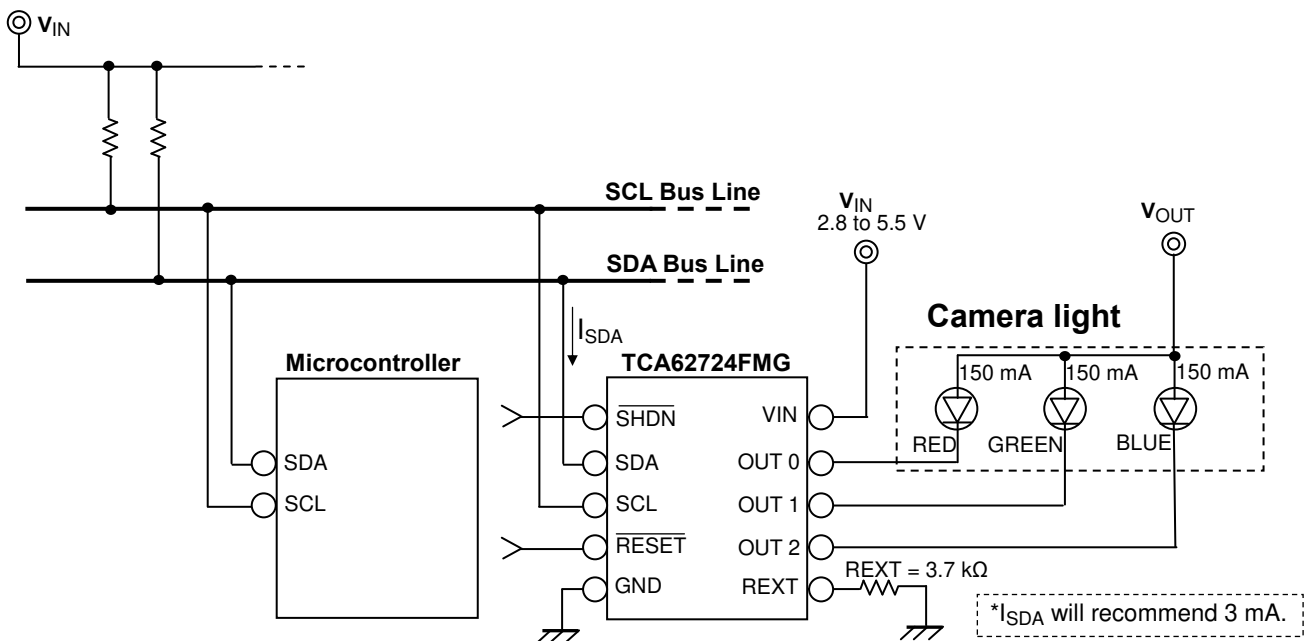 VIN
SCL Bus Line
VIN
2.8 to 5.5 V
VOUT
SDA Bus Line
ISDA
Camera light
Microcontroller
TCA62724FMG
150 mA
150 mA
150 mA
SHDN
VIN
RED
GREEN
BLUE
SDA
SDA
OUT 0
SCL
SCL
OUT 1
RESET
OUT 2
GND
REXT
REXT = 3.7 kΩ
*ISDA will recommend 3 mA.